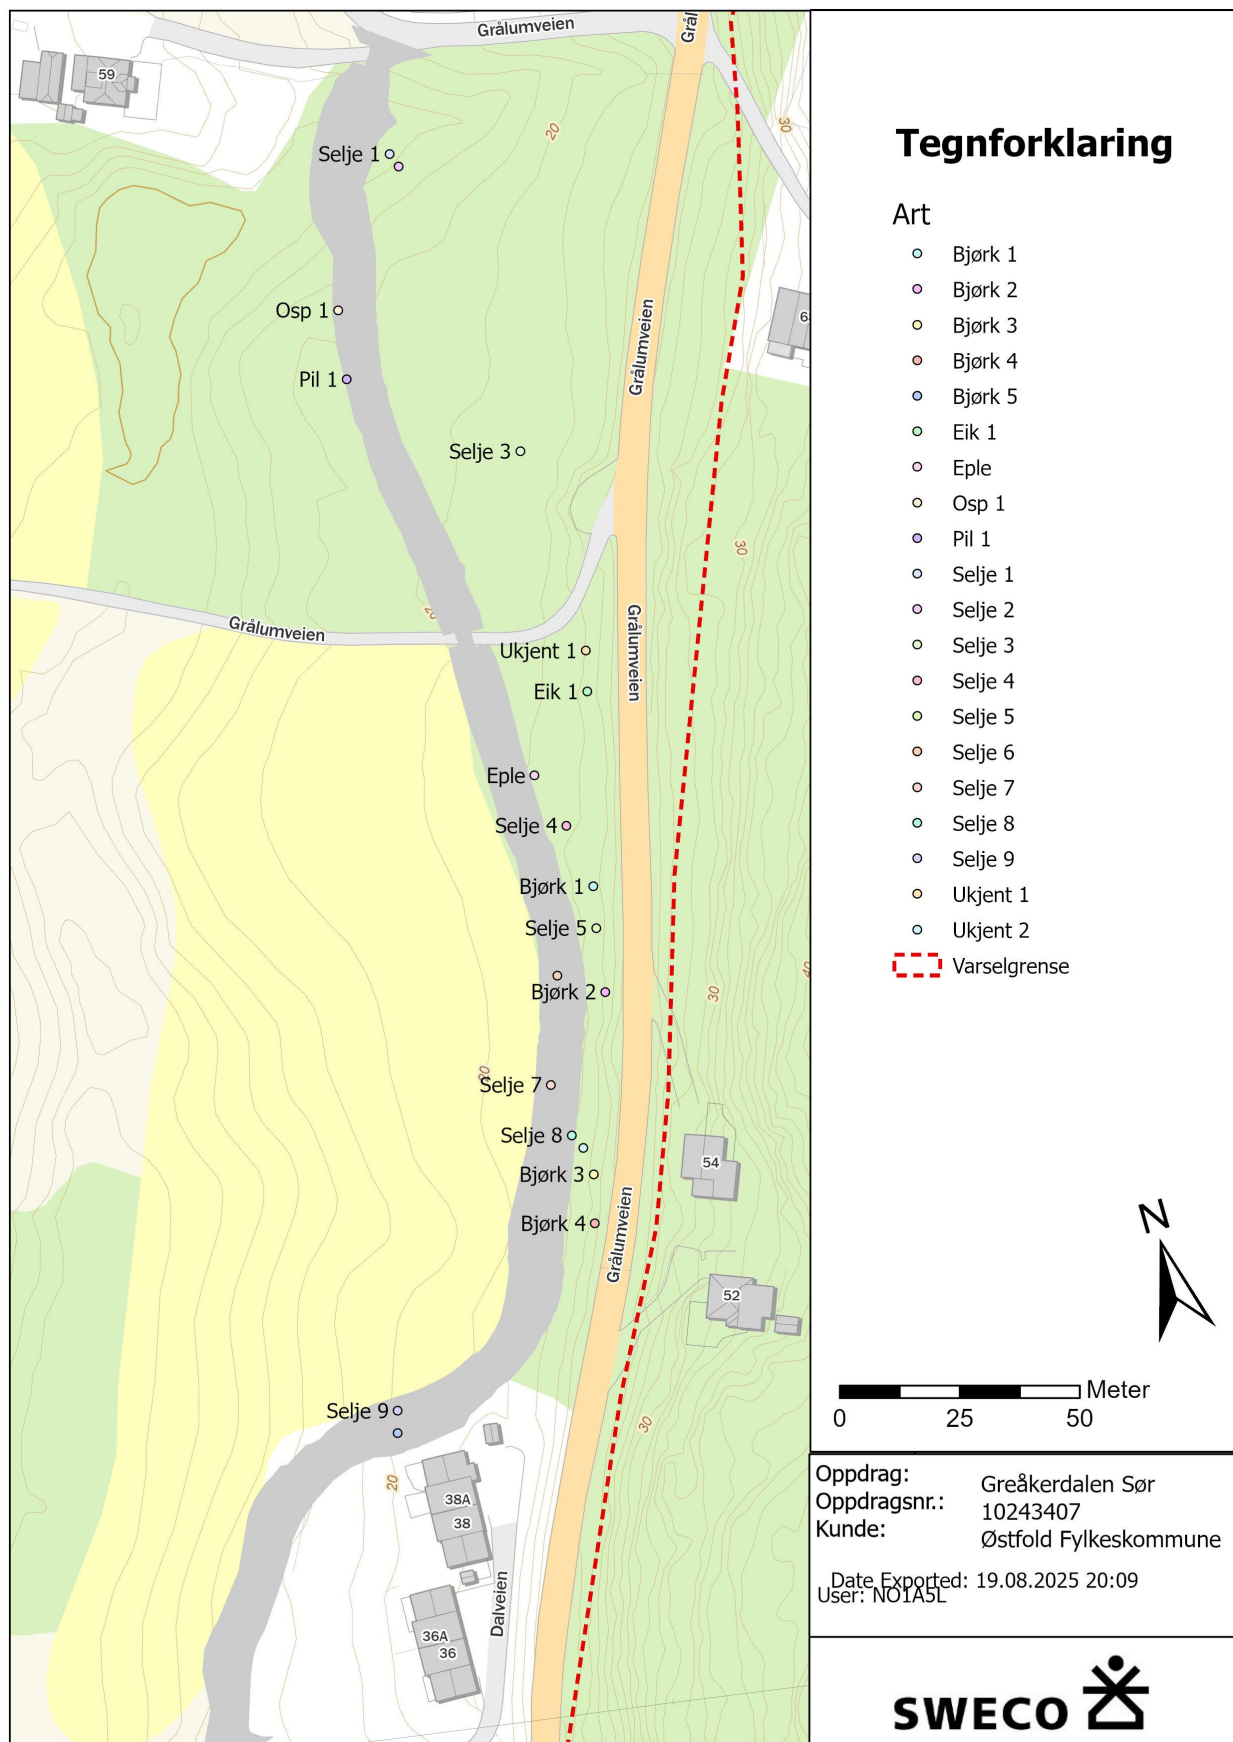 Grålumveien
Grål
59
20
30
Selje 1
Osp 1
6
Grålumveien
Pil 1
Selje 3
30
20
Grålumveien
Grålumveien
Ukjent 1
Eik 1
Eple
Selje 4
Bjørk 1
Selje 5
40
Bjørk 2
30
20
Selje 7
Selje 8
54
Bjørk 3
Bjørk 4
Grålumveien
52
Selje 9
30
20
38A
38
Dalveien
36A
36
Tegnforklaring
Art
Bjørk 1
Bjørk 2
Bjørk 3
Bjørk 4
Bjørk 5
Eik 1
Eple
Osp 1
Pil 1
Selje 1
Selje 2
Selje 3
Selje 4
Selje 5
Selje 6
Selje 7
Selje 8
Selje 9
Ukjent 1
Ukjent 2
Varselgrense
N
Meter
0 25 50
Oppdrag: Greåkerdalen Sør
Oppdragsnr.: 10243407
Kunde: Østfold Fylkeskommune
Date Exported: 19.08.2025 20:09
User: NO1A5L
SWECO